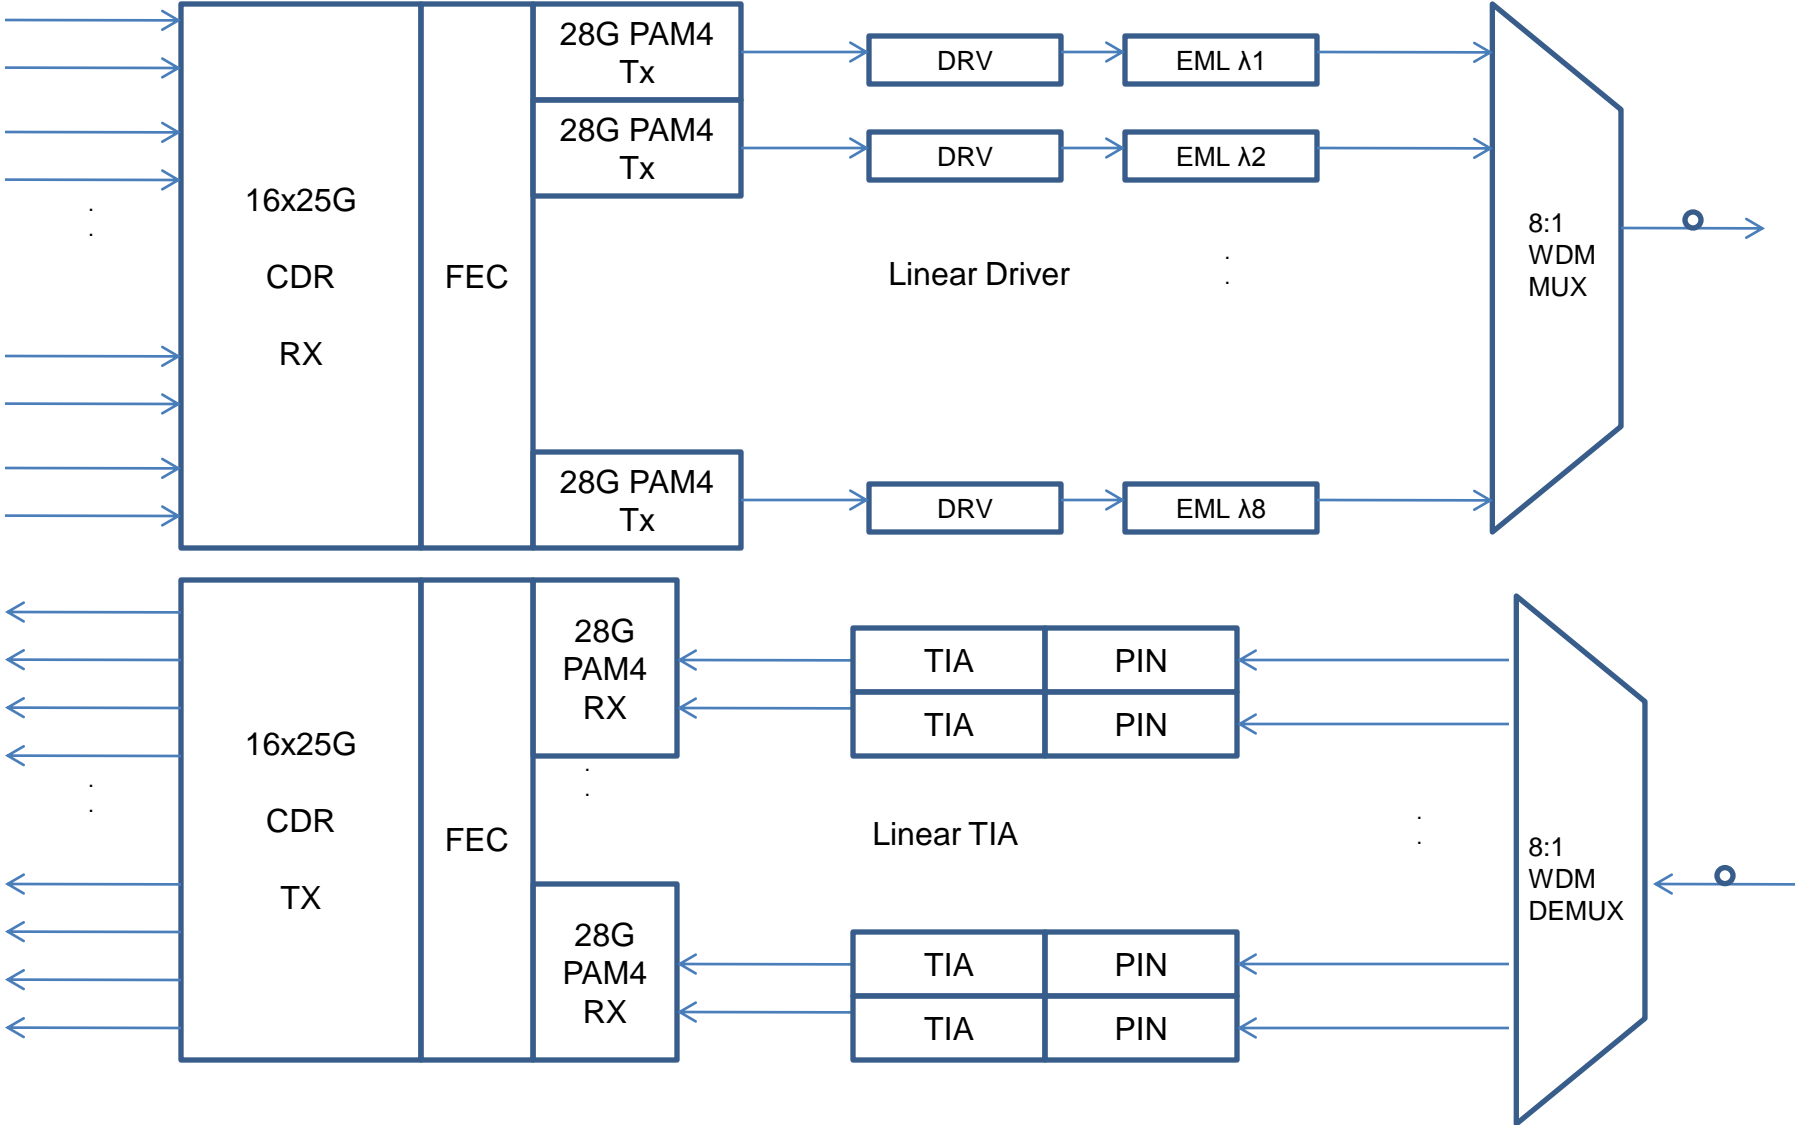 28G PAM4
Tx
DRV
EML λ1
28G PAM4
Tx
DRV
EML λ2
16x25G
CDR
RX
FEC
Linear Driver
8:1
WDM
MUX
28G PAM4
Tx
DRV
EML λ8
28G
PAM4
RX
TIA
PIN
TIA
PIN
16x25G
CDR
TX
FEC
Linear TIA
8:1
WDM
DEMUX
28G
PAM4
RX
TIA
PIN
TIA
PIN